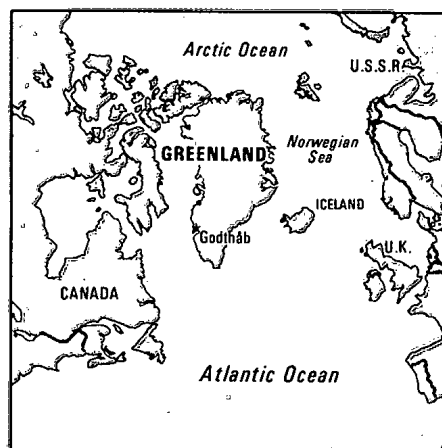 Arctic Ocean
U.S.S.R.
Norwegian
Sea
GREENLAND
ICELAND
Godthåb
U.K.
CANADA
Atlantic Ocean